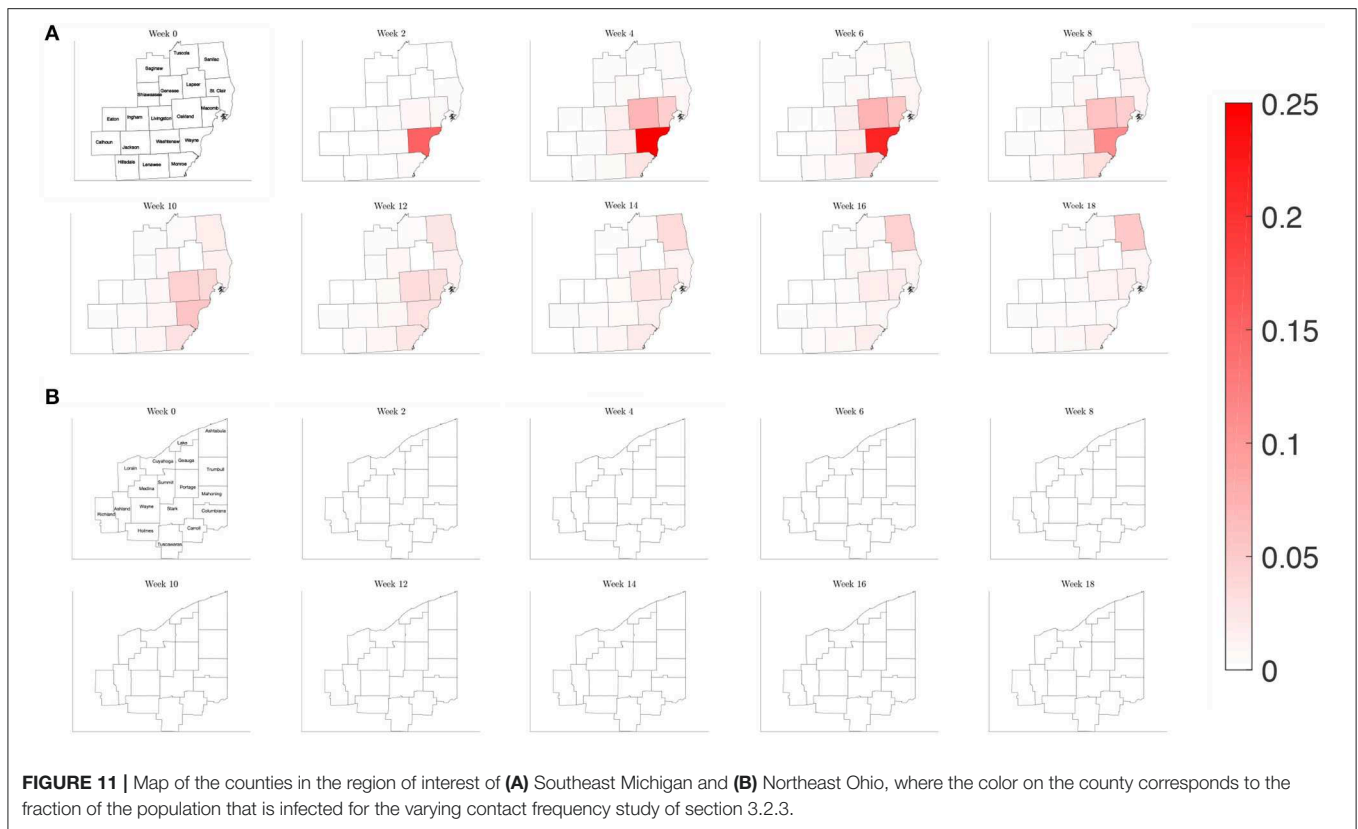 A
Week 0
Week 2
Week 4
Week 6
Week 8
Tuscola
Sanilac
Saginaw
Lapeer
Genesee
St. Clair
Shiawassee
Macomb
Eaton
Ingham
Livingston
Oakland
Calhoun
Jackson
Washtenaw
Wayne
Hillsdale
Lenawee
Monroe
Week 10
Week 12
Week 14
Week 16
Week 18
B
Week 0
Week 2
Week 4
Week 6
Week 8
Ashtabula
Lake
Cuyahoga
Geauga
Lorain
Trumbull
Summit
Medina
Portage
Mahoning
Richland
Ashland
Wayne
Stark
Columbiana
Holmes
Carroll
Tuscarawas
Week 10
Week 12
Week 14
Week 16
Week 18
0.25
0.2
0.15
0.1
0.05
0
FIGURE 11 | Map of the counties in the region of interest of (A) Southeast Michigan and (B) Northeast Ohio, where the color on the county corresponds to the
fraction of the population that is infected for the varying contact frequency study of section 3.2.3.